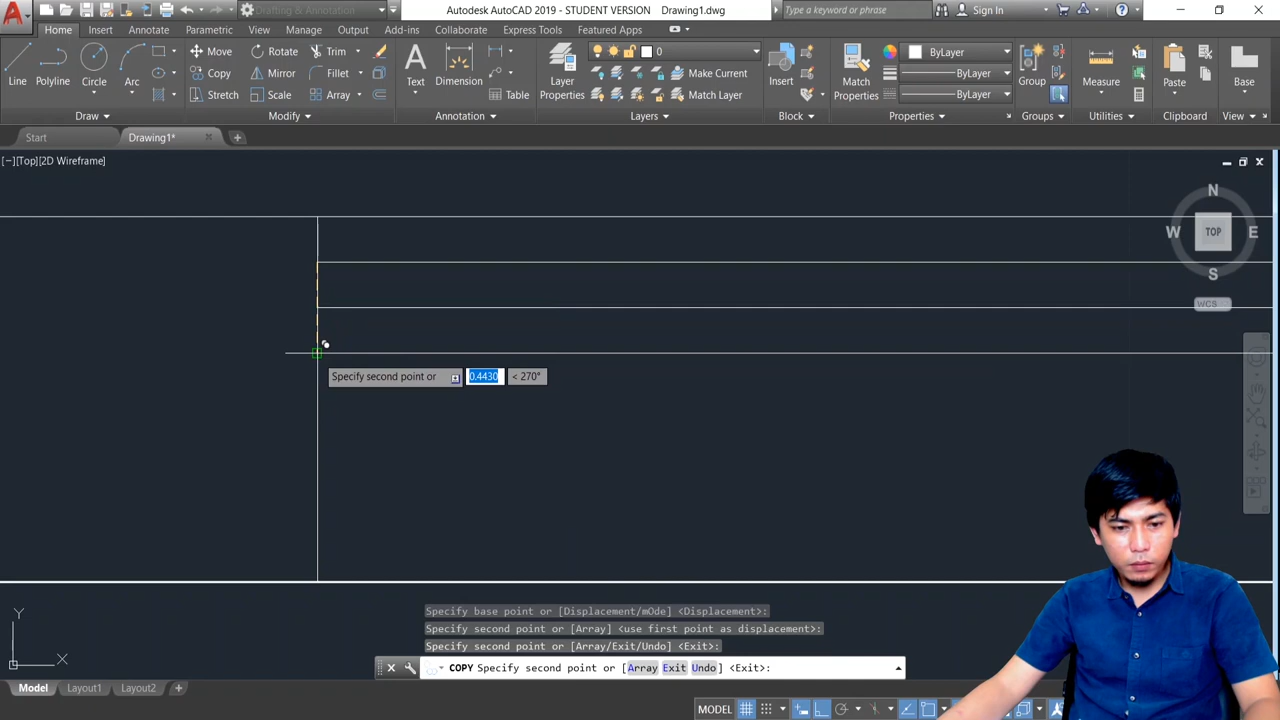 Drafting & Annotation
Autodesk AutoCAD 2019 - STUDENT VERSION Drawing1.dwg
Type a keyword or phrase
Sign In
Home Insert Annotate Parametric View Manage Output Add-ins Collaborate Express Tools Featured Apps
Line Polyline Circle Arc
Move Rotate Trim
Copy Mirror Fillet
Stretch Scale Array
Text Dimension Table
Layer Properties
0
Make Current
Match Layer
Insert
Match Properties
ByLayer
ByLayer
ByLayer
Group
Measure
Paste
Base
Draw Modify Annotation Layers Block Properties Groups Utilities Clipboard View
Start Drawing1*
[−][Top][2D Wireframe]
N
W TOP E
S
WCS
Specify second point or 0.4430 < 270°
Y
X
Specify base point or [Displacement/mOde] <Displacement>:
Specify second point or [Array] <use first point as displacement>:
Specify second point or [Array/Exit/Undo] <Exit>:
COPY Specify second point or [Array Exit Undo] <Exit>:
Model Layout1 Layout2 +
MODEL